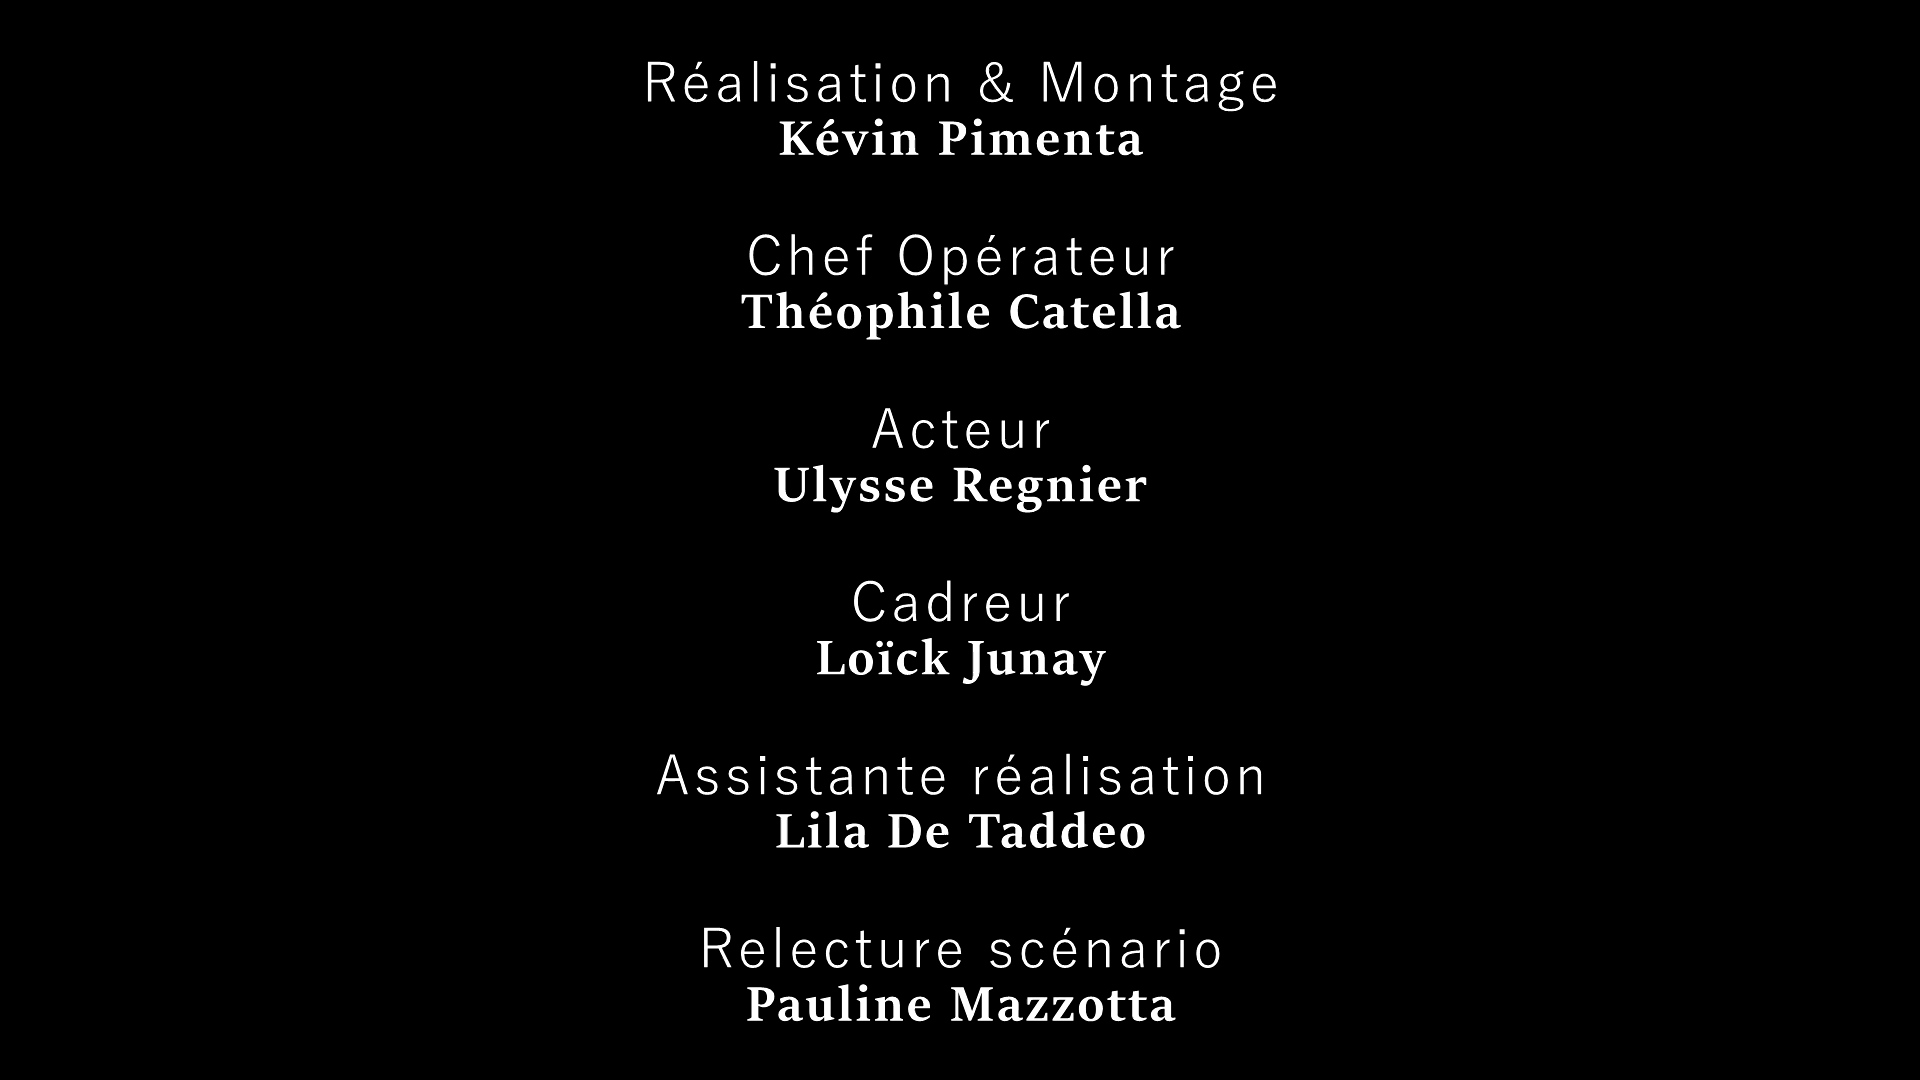 Réalisation & Montage
Kévin Pimenta
Chef Opérateur
Théophile Catella
Acteur
Ulysse Regnier
Cadreur
Loïck Junay
Assistante réalisation
Lila De Taddeo
Relecture scénario
Pauline Mazzotta